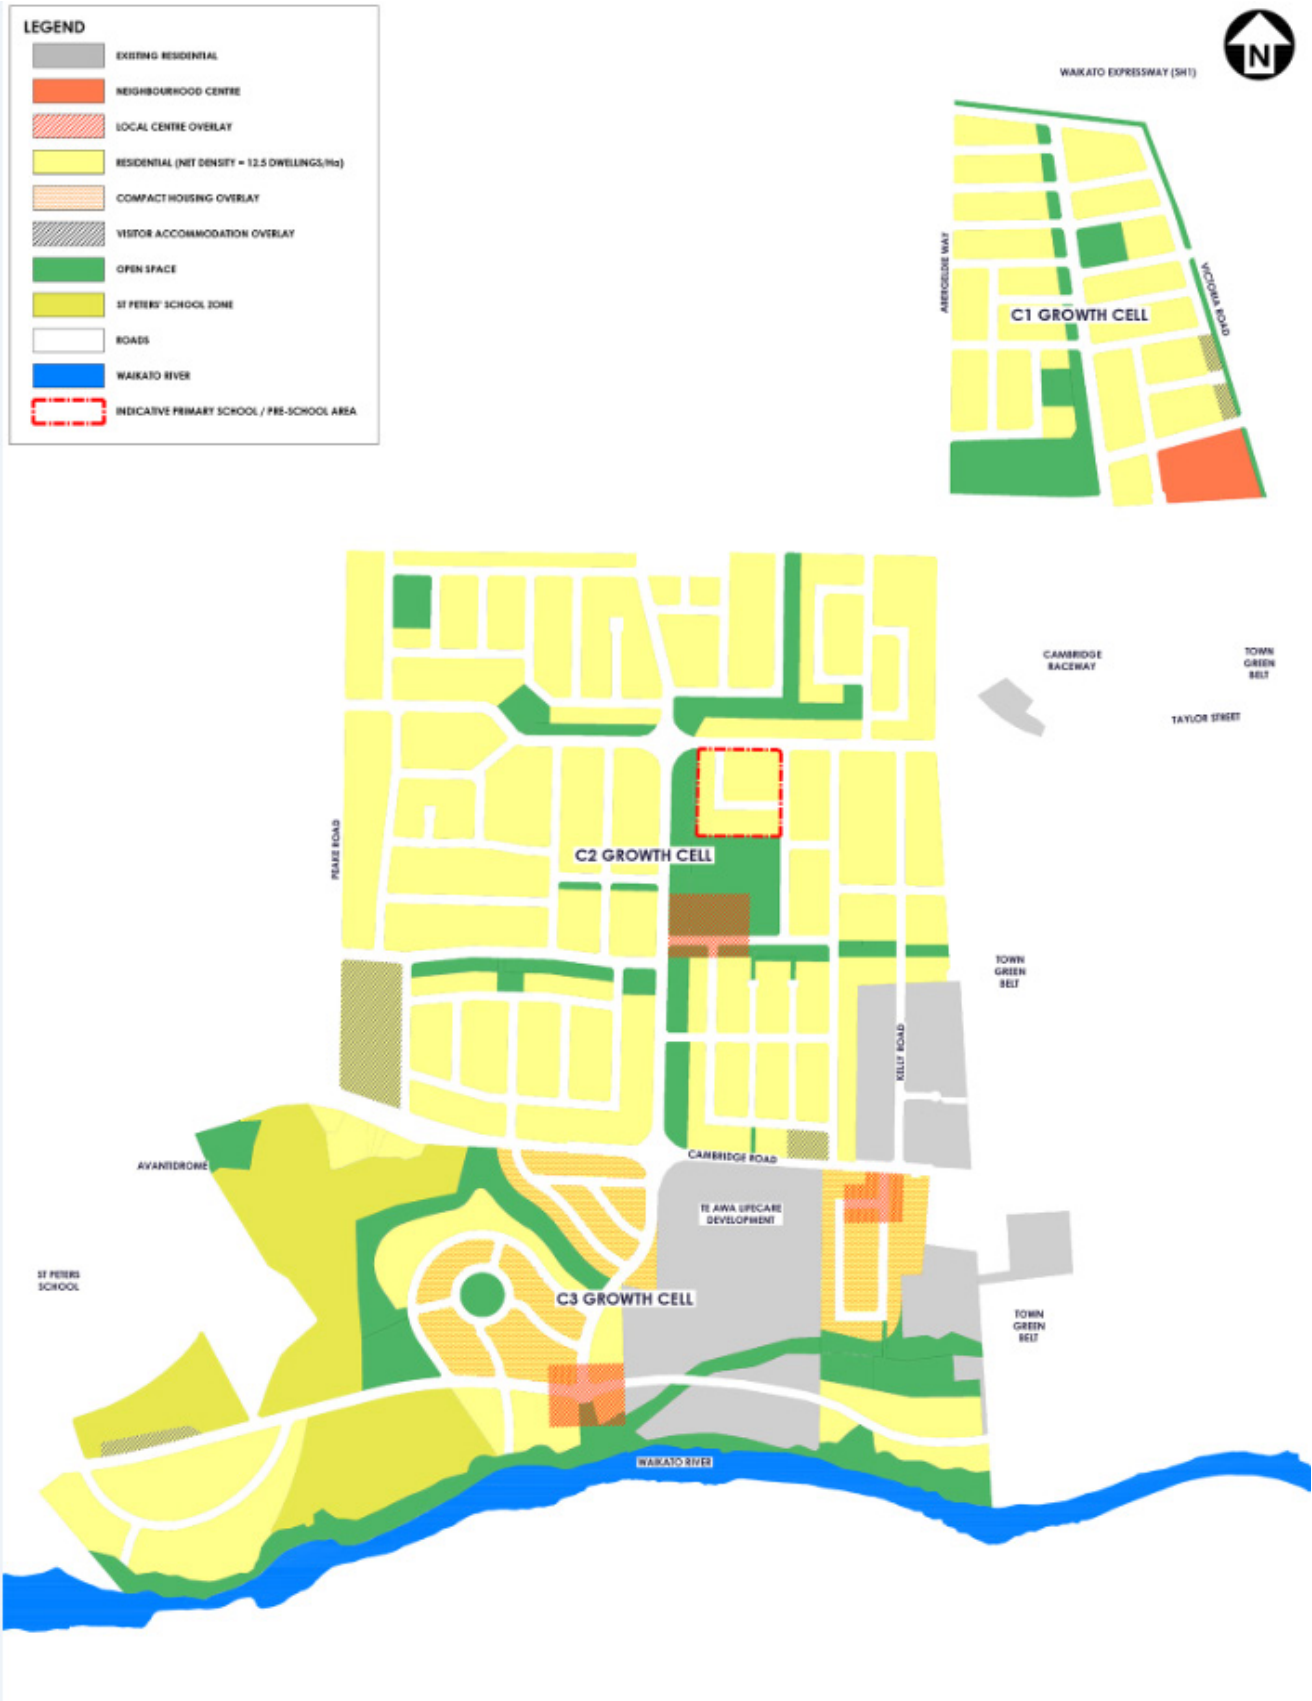 LEGEND
EXISTING RESIDENTIAL
NEIGHBOURHOOD CENTRE
LOCAL CENTRE OVERLAY
RESIDENTIAL (NET DENSITY = 12.5 DWELLINGS/Ha)
COMPACT HOUSING OVERLAY
VISITOR ACCOMMODATION OVERLAY
OPEN SPACE
ST PETERS' SCHOOL ZONE
ROADS
WAIKATO RIVER
INDICATIVE PRIMARY SCHOOL / PRE-SCHOOL AREA
N
WAIKATO EXPRESSWAY (SH1)
ABERGELDIE WAY
VICTORIA ROAD
C1 GROWTH CELL
CAMBRIDGE
RACEWAY
TOWN
GREEN
BELT
TAYLOR STREET
PEAKE ROAD
C2 GROWTH CELL
TOWN
GREEN
BELT
KELLY ROAD
CAMBRIDGE ROAD
AVANTIDROME
TE AWA LIFECARE
DEVELOPMENT
ST PETERS
SCHOOL
C3 GROWTH CELL
TOWN
GREEN
BELT
WAIKATO RIVER